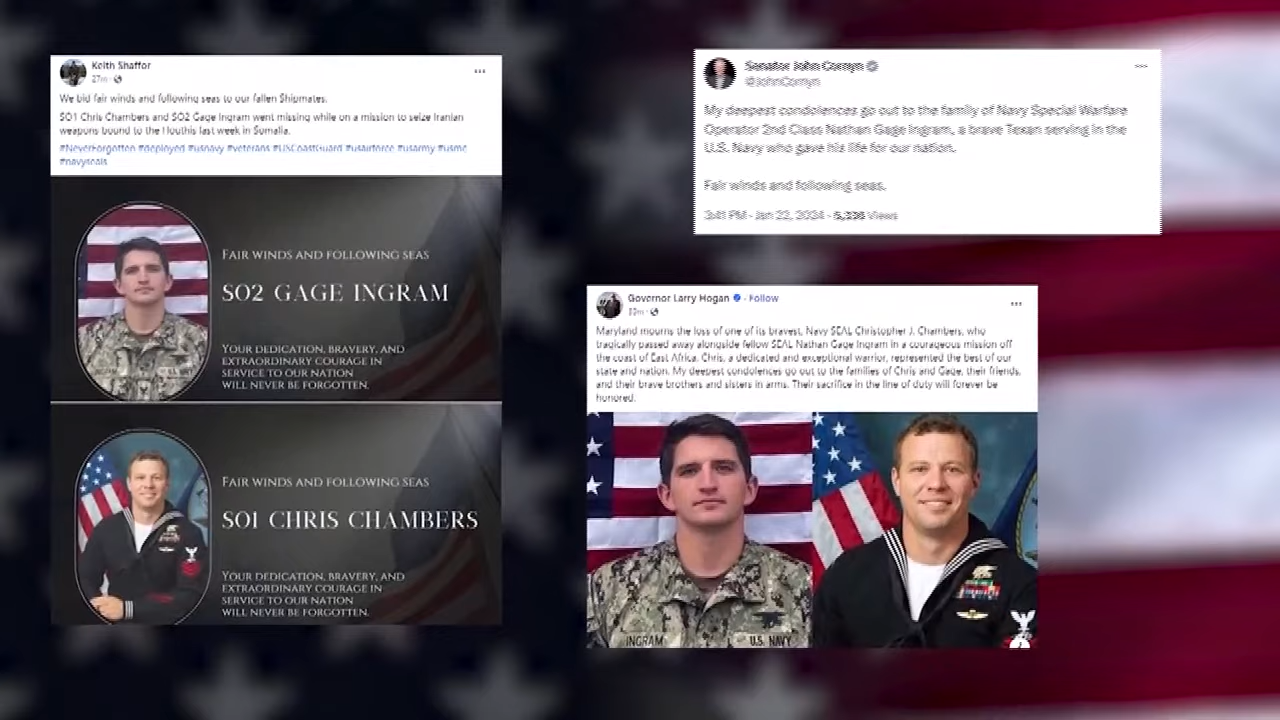 Keith Shaffor
27m
We bid fair winds and following seas to our fallen Shipmates.
SO1 Chris Chambers and SO2 Gage Ingram went missing while on a mission to seize Iranian
weapons bound to the Houthis last week in Somalia.
#NeverForgotten #deployed #usnavy #veterans #USCoastGuard #usairforce #usarmy #usmc
#navyseals
FAIR WINDS AND FOLLOWING SEAS
SO2 GAGE INGRAM
YOUR DEDICATION, BRAVERY, AND
EXTRAORDINARY COURAGE IN
SERVICE TO OUR NATION
WILL NEVER BE FORGOTTEN.
FAIR WINDS AND FOLLOWING SEAS
SO1 CHRIS CHAMBERS
YOUR DEDICATION, BRAVERY, AND
EXTRAORDINARY COURAGE IN
SERVICE TO OUR NATION
WILL NEVER BE FORGOTTEN.
Senator John Cornyn
@JohnCornyn
My deepest condolences go out to the family of Navy Special Warfare
Operator 2nd Class Nathan Gage Ingram, a brave Texan serving in the
U.S. Navy who gave his life for our nation.
Fair winds and following seas.
3:41 PM - Jan 22, 2024 - Views
Governor Larry Hogan · Follow
Maryland mourns the loss of one of its bravest, Navy SEAL Christopher J. Chambers, who
tragically passed away alongside fellow SEAL Nathan Gage Ingram in a courageous mission off
the coast of East Africa. Chris, a dedicated and exceptional warrior, represented the best of our
state and nation. My deepest condolences go out to the families of Chris and Gage, their friends,
and their brave brothers and sisters in arms. Their sacrifice in the line of duty will forever be
honored.
INGRAM U.S. NAVY